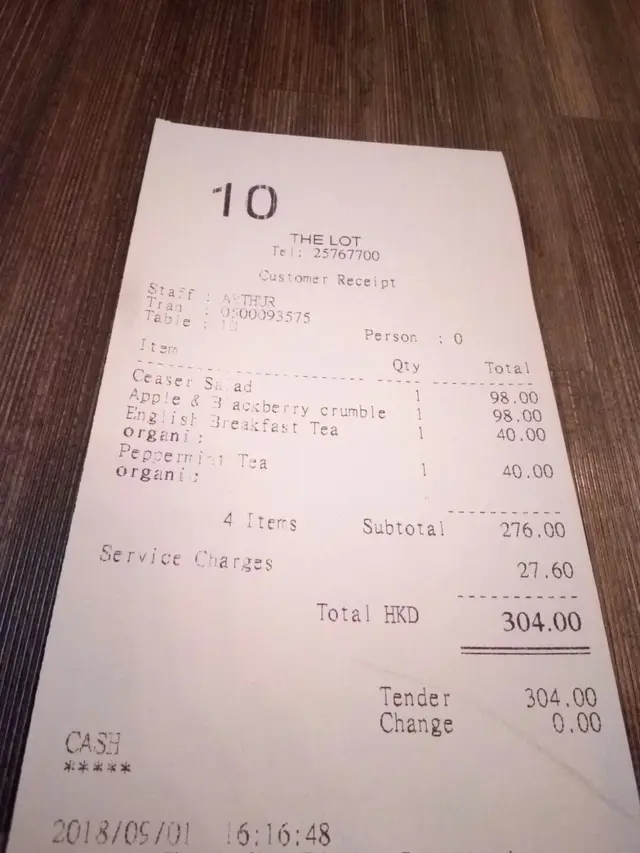 10
THE LOT
Tel: 25767700
Customer Receipt
Staff : ARTHUR
Tran : 0500093575
Table : 10 Person : 0
Item Qty Total
Ceaser Salad 1 98.00
Apple & Blackberry crumble 1 98.00
English Breakfast Tea 1 40.00
organic
Peppermint Tea 1 40.00
organic
4 Items Subtotal 276.00
Service Charges 27.60
Total HKD 304.00
Tender 304.00
Change 0.00
CASH
*****
2018/09/01 16:16:48